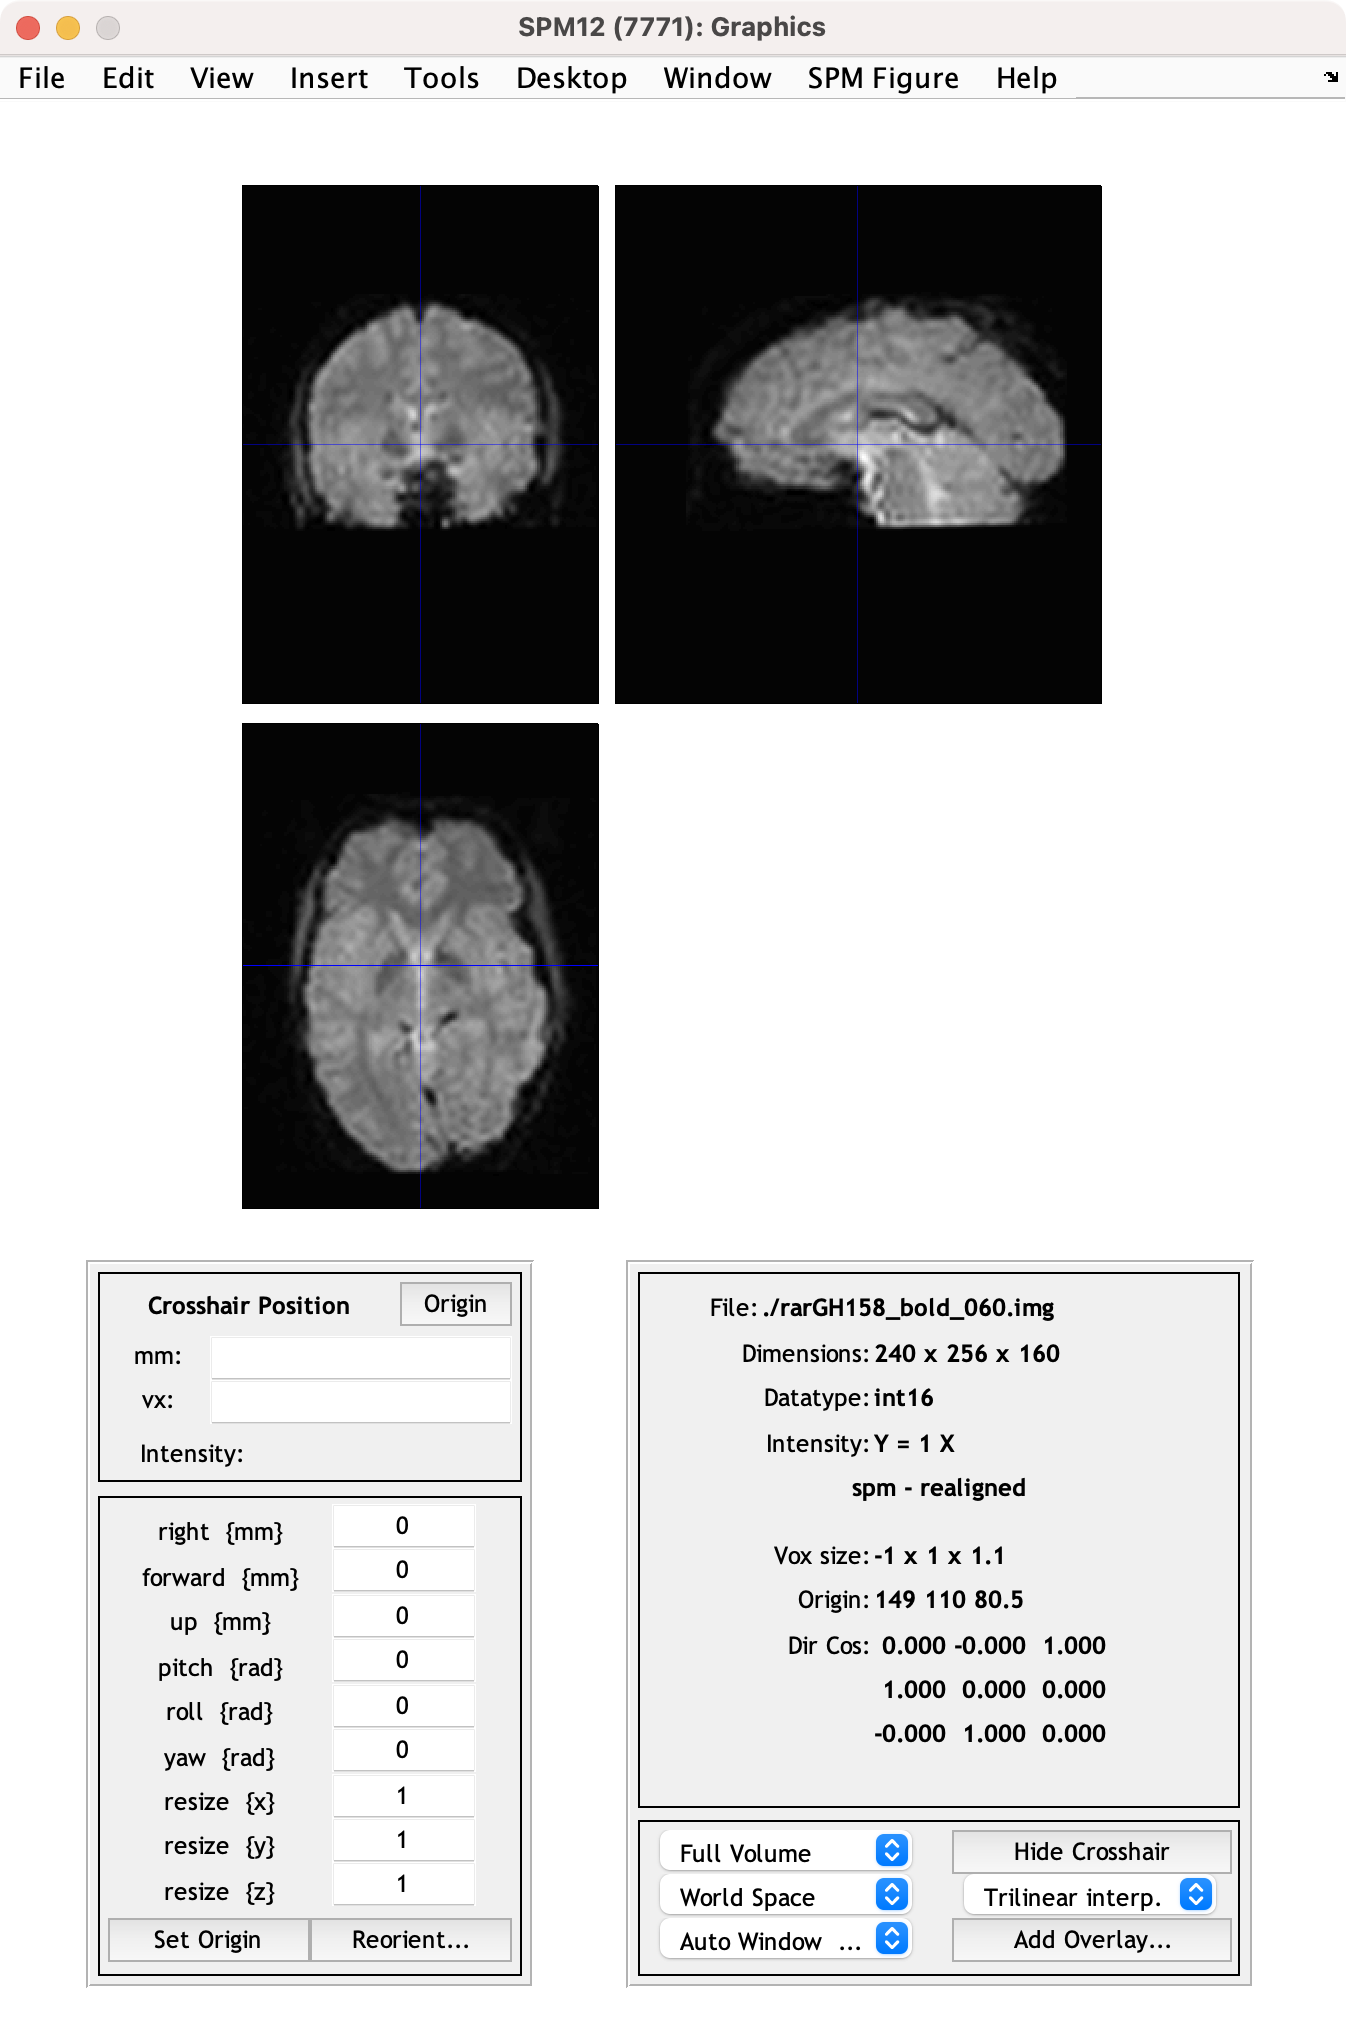 SPM12 (7771): Graphics
File Edit View Insert Tools Desktop Window SPM Figure Help
Crosshair Position Origin
mm:
vx:
Intensity:
right {mm} 0
forward {mm} 0
up {mm} 0
pitch {rad} 0
roll {rad} 0
yaw {rad} 0
resize {x} 1
resize {y} 1
resize {z} 1
Set Origin Reorient...
File: ./rarGH158_bold_060.img
Dimensions: 240 x 256 x 160
Datatype: int16
Intensity: Y = 1 X
spm - realigned
Vox size: -1 x 1 x 1.1
Origin: 149 110 80.5
Dir Cos: 0.000 -0.000 1.000
1.000 0.000 0.000
-0.000 1.000 0.000
Full Volume Hide Crosshair
World Space Trilinear interp.
Auto Window ... Add Overlay...